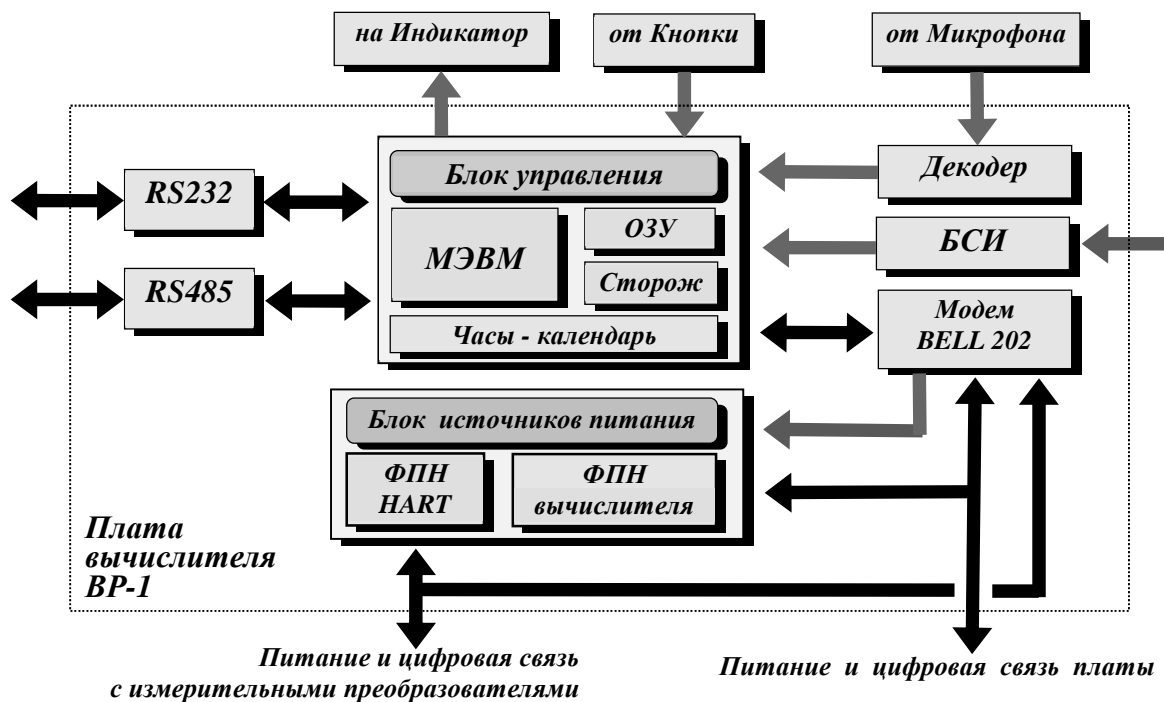 на Индикатор
от Кнопки
от Микрофона
Блок управления
Декодер
RS232
МЭВМ
ОЗУ
БСИ
RS485
Сторож
Модем
BELL 202
Часы - календарь
Блок источников питания
ФПН
HART
ФПН
вычислителя
Плата
вычислителя
ВР-1
Питание и цифровая связь
с измерительными преобразователями
Питание и цифровая связь платы